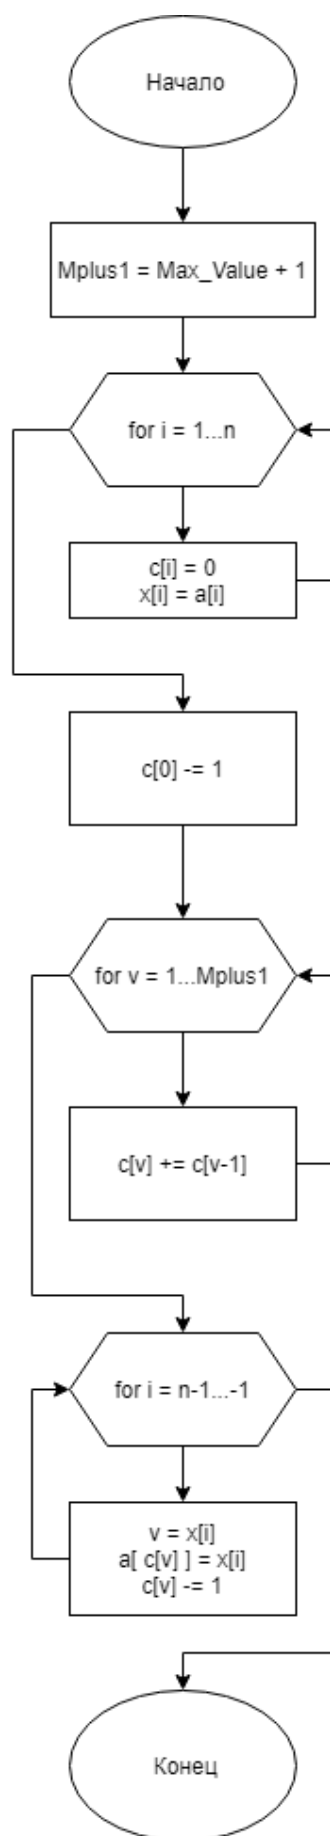 Начало
Mplus1 = Max_Value + 1
for i = 1...n
c[i] = 0
x[i] = a[i]
c[0] -= 1
for v = 1...Mplus1
c[v] += c[v-1]
for i = n-1...-1
v = x[i]
a[ c[v] ] = x[i]
c[v] -= 1
Конец